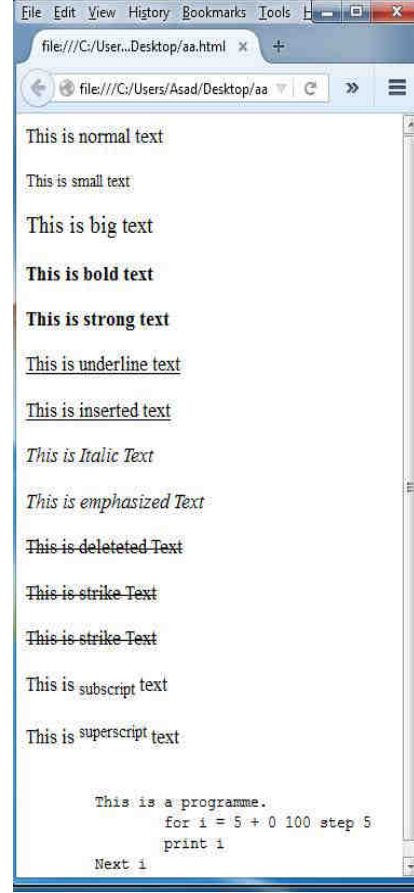 File Edit View History Bookmarks Tools H
file:///C:/User...Desktop/aa.html × +
file:///C:/Users/Asad/Desktop/aa
This is normal text
This is small text
This is big text
This is bold text
This is strong text
This is underline text
This is inserted text
This is Italic Text
This is emphasized Text
This is deleteted Text
This is strike Text
This is strike Text
This is subscript text
This is superscript text
This is a programme.
for i = 5 + 0 100 step 5
print i
Next i